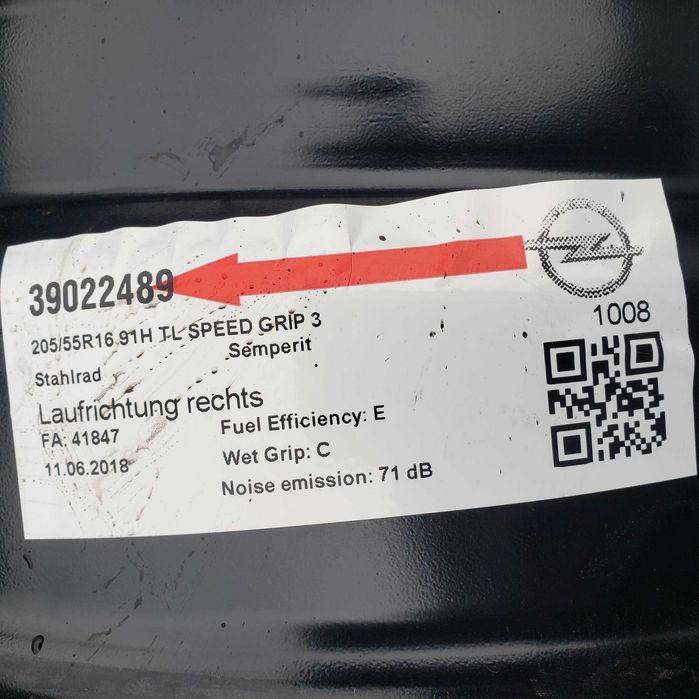 39022489
1008
205/55R16 91H TL SPEED GRIP 3
Semperit
Stahlrad
Laufrichtung rechts
FA: 41847
11.06.2018
Fuel Efficiency: E
Wet Grip: C
Noise emission: 71 dB